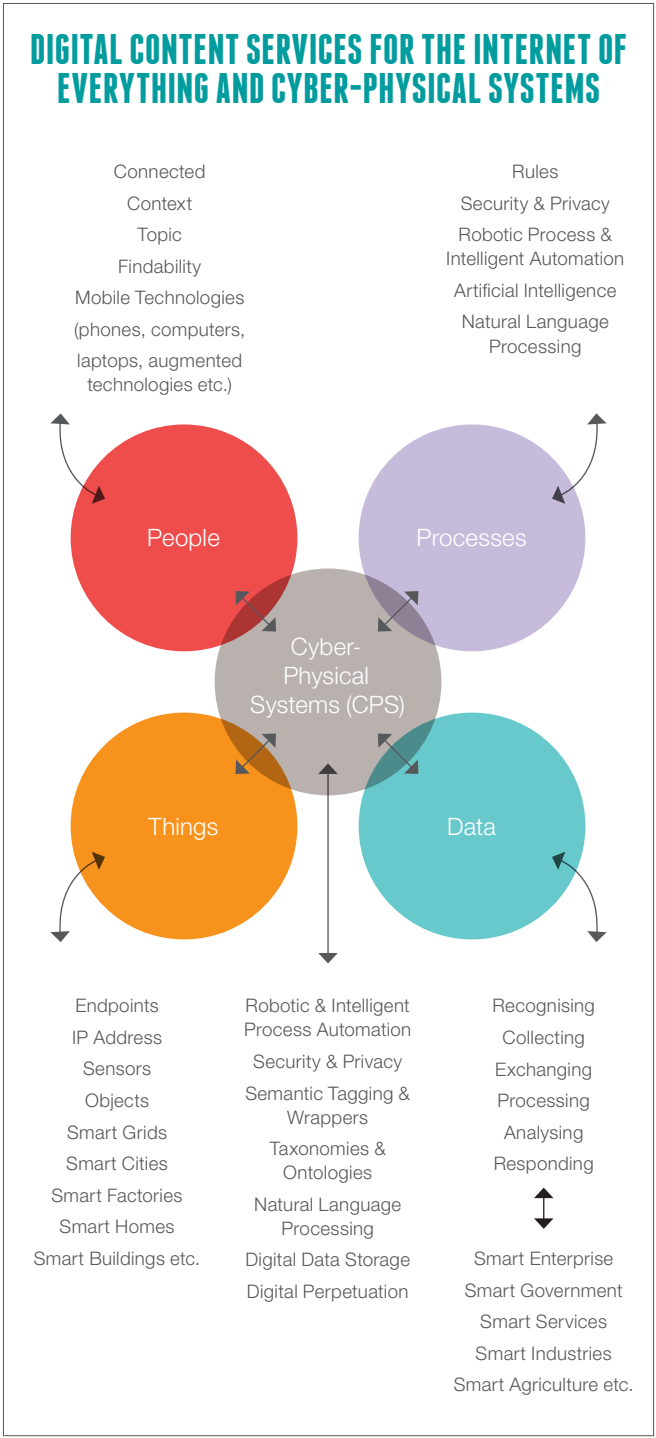 DIGITAL CONTENT SERVICES FOR THE INTERNET OF
EVERYTHING AND CYBER-PHYSICAL SYSTEMS
Connected
Context
Topic
Findability
Mobile Technologies
(phones, computers,
laptops, augmented
technologies etc.)
Rules
Security & Privacy
Robotic Process &
Intelligent Automation
Artificial Intelligence
Natural Language
Processing
People
Processes
Cyber-
Physical
Systems (CPS)
Things
Data
Endpoints
IP Address
Sensors
Objects
Smart Grids
Smart Cities
Smart Factories
Smart Homes
Smart Buildings etc.
Robotic & Intelligent
Process Automation
Security & Privacy
Semantic Tagging &
Wrappers
Taxonomies &
Ontologies
Natural Language
Processing
Digital Data Storage
Digital Perpetuation
Recognising
Collecting
Exchanging
Processing
Analysing
Responding
Smart Enterprise
Smart Government
Smart Services
Smart Industries
Smart Agriculture etc.